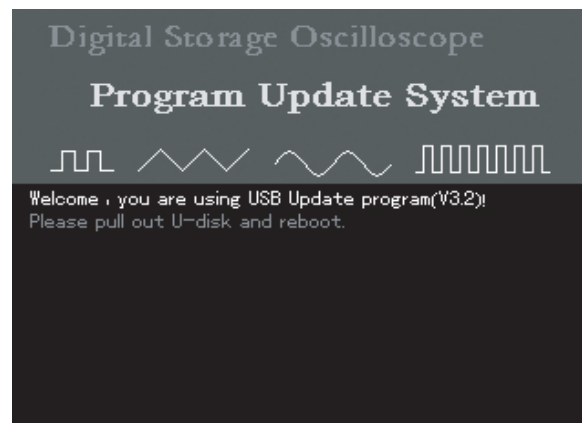 Digital Storage Oscilloscope
Program Update System
Welcome , you are using USB Update program(V3.2)!
Please pull out U-disk and reboot.